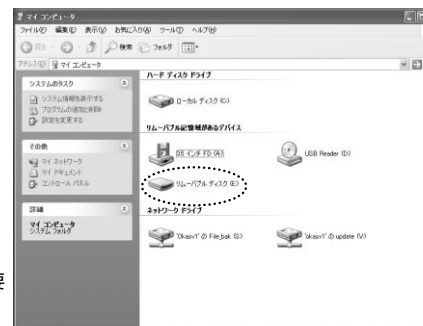 マイ コンピュータ
ファイル(F) 編集(E) 表示(V) お気に入り(A) ツール(T) ヘルプ(H)
戻る 検索 フォルダ
アドレス(D) マイ コンピュータ 移動
システムのタスク
システム情報を表示する
プログラムの追加と削除
設定を変更する
その他
マイ ネットワーク
マイ ドキュメント
コントロール パネル
詳細
マイ コンピュータ
システム フォルダ
ハード ディスク ドライブ
ローカル ディスク (C:)
リムーバブル記憶域があるデバイス
3.5 インチ FD (A:)
USB Reader (D:)
リムーバブル ディスク (E:)
ネットワーク ドライブ
'Okasv1' の File_bak (G:)
'okasv1' の update (V:)
要